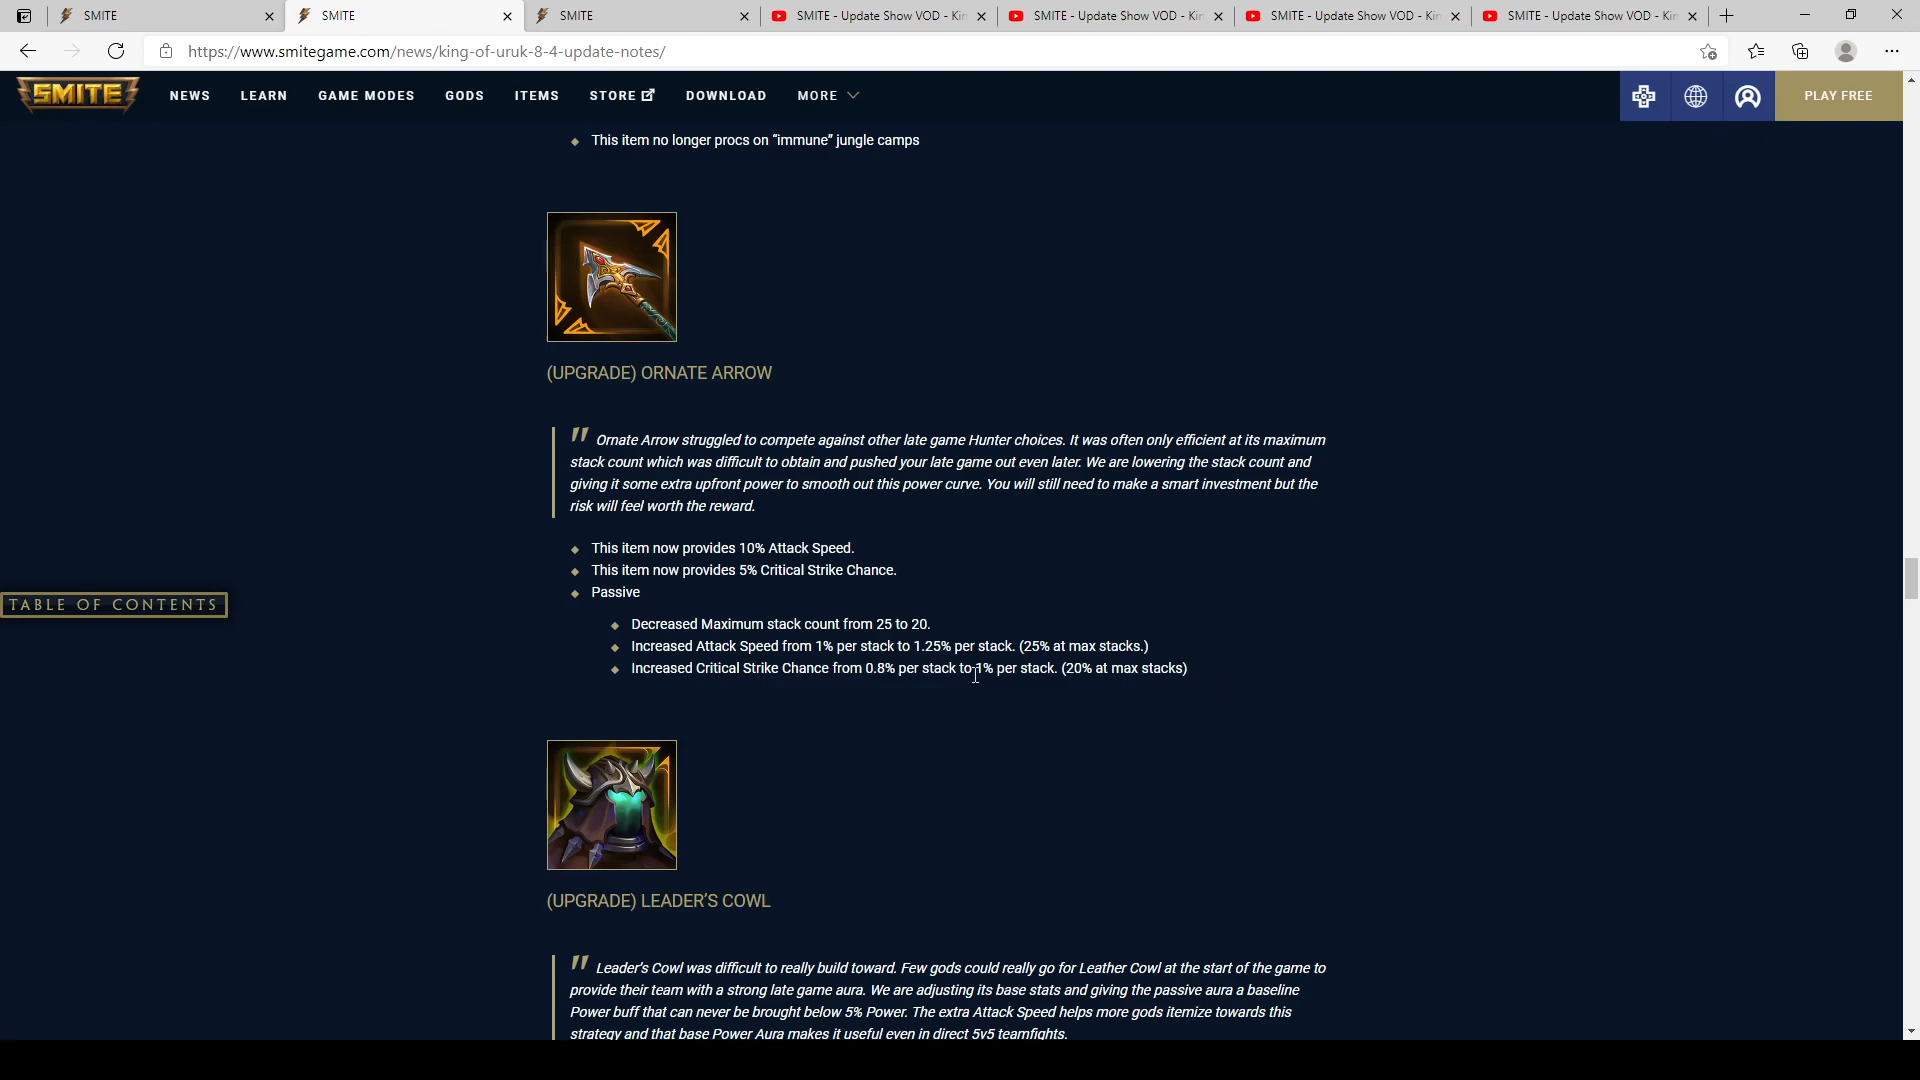 SMITE
SMITE
SMITE
SMITE - Update Show VOD - Kin
SMITE - Update Show VOD - Kin
SMITE - Update Show VOD - Kin
SMITE - Update Show VOD - Kin
https://www.smitegame.com/news/king-of-uruk-8-4-update-notes/
SMITE NEWS LEARN GAME MODES GODS ITEMS STORE DOWNLOAD MORE PLAY FREE
This item no longer procs on “immune” jungle camps
(UPGRADE) ORNATE ARROW
" Ornate Arrow struggled to compete against other late game Hunter choices. It was often only efficient at its maximum
stack count which was difficult to obtain and pushed your late game out even later. We are lowering the stack count and
giving it some extra upfront power to smooth out this power curve. You will still need to make a smart investment but the
risk will feel worth the reward.
This item now provides 10% Attack Speed.
This item now provides 5% Critical Strike Chance.
Passive
TABLE OF CONTENTS
Decreased Maximum stack count from 25 to 20.
Increased Attack Speed from 1% per stack to 1.25% per stack. (25% at max stacks.)
Increased Critical Strike Chance from 0.8% per stack to 1% per stack. (20% at max stacks)
(UPGRADE) LEADER’S COWL
" Leader’s Cowl was difficult to really build toward. Few gods could really go for Leather Cowl at the start of the game to
provide their team with a strong late game aura. We are adjusting its base stats and giving the passive aura a baseline
Power buff that can never be brought below 5% Power. The extra Attack Speed helps more gods itemize towards this
strategy and that base Power Aura makes it useful even in direct 5v5 teamfights.